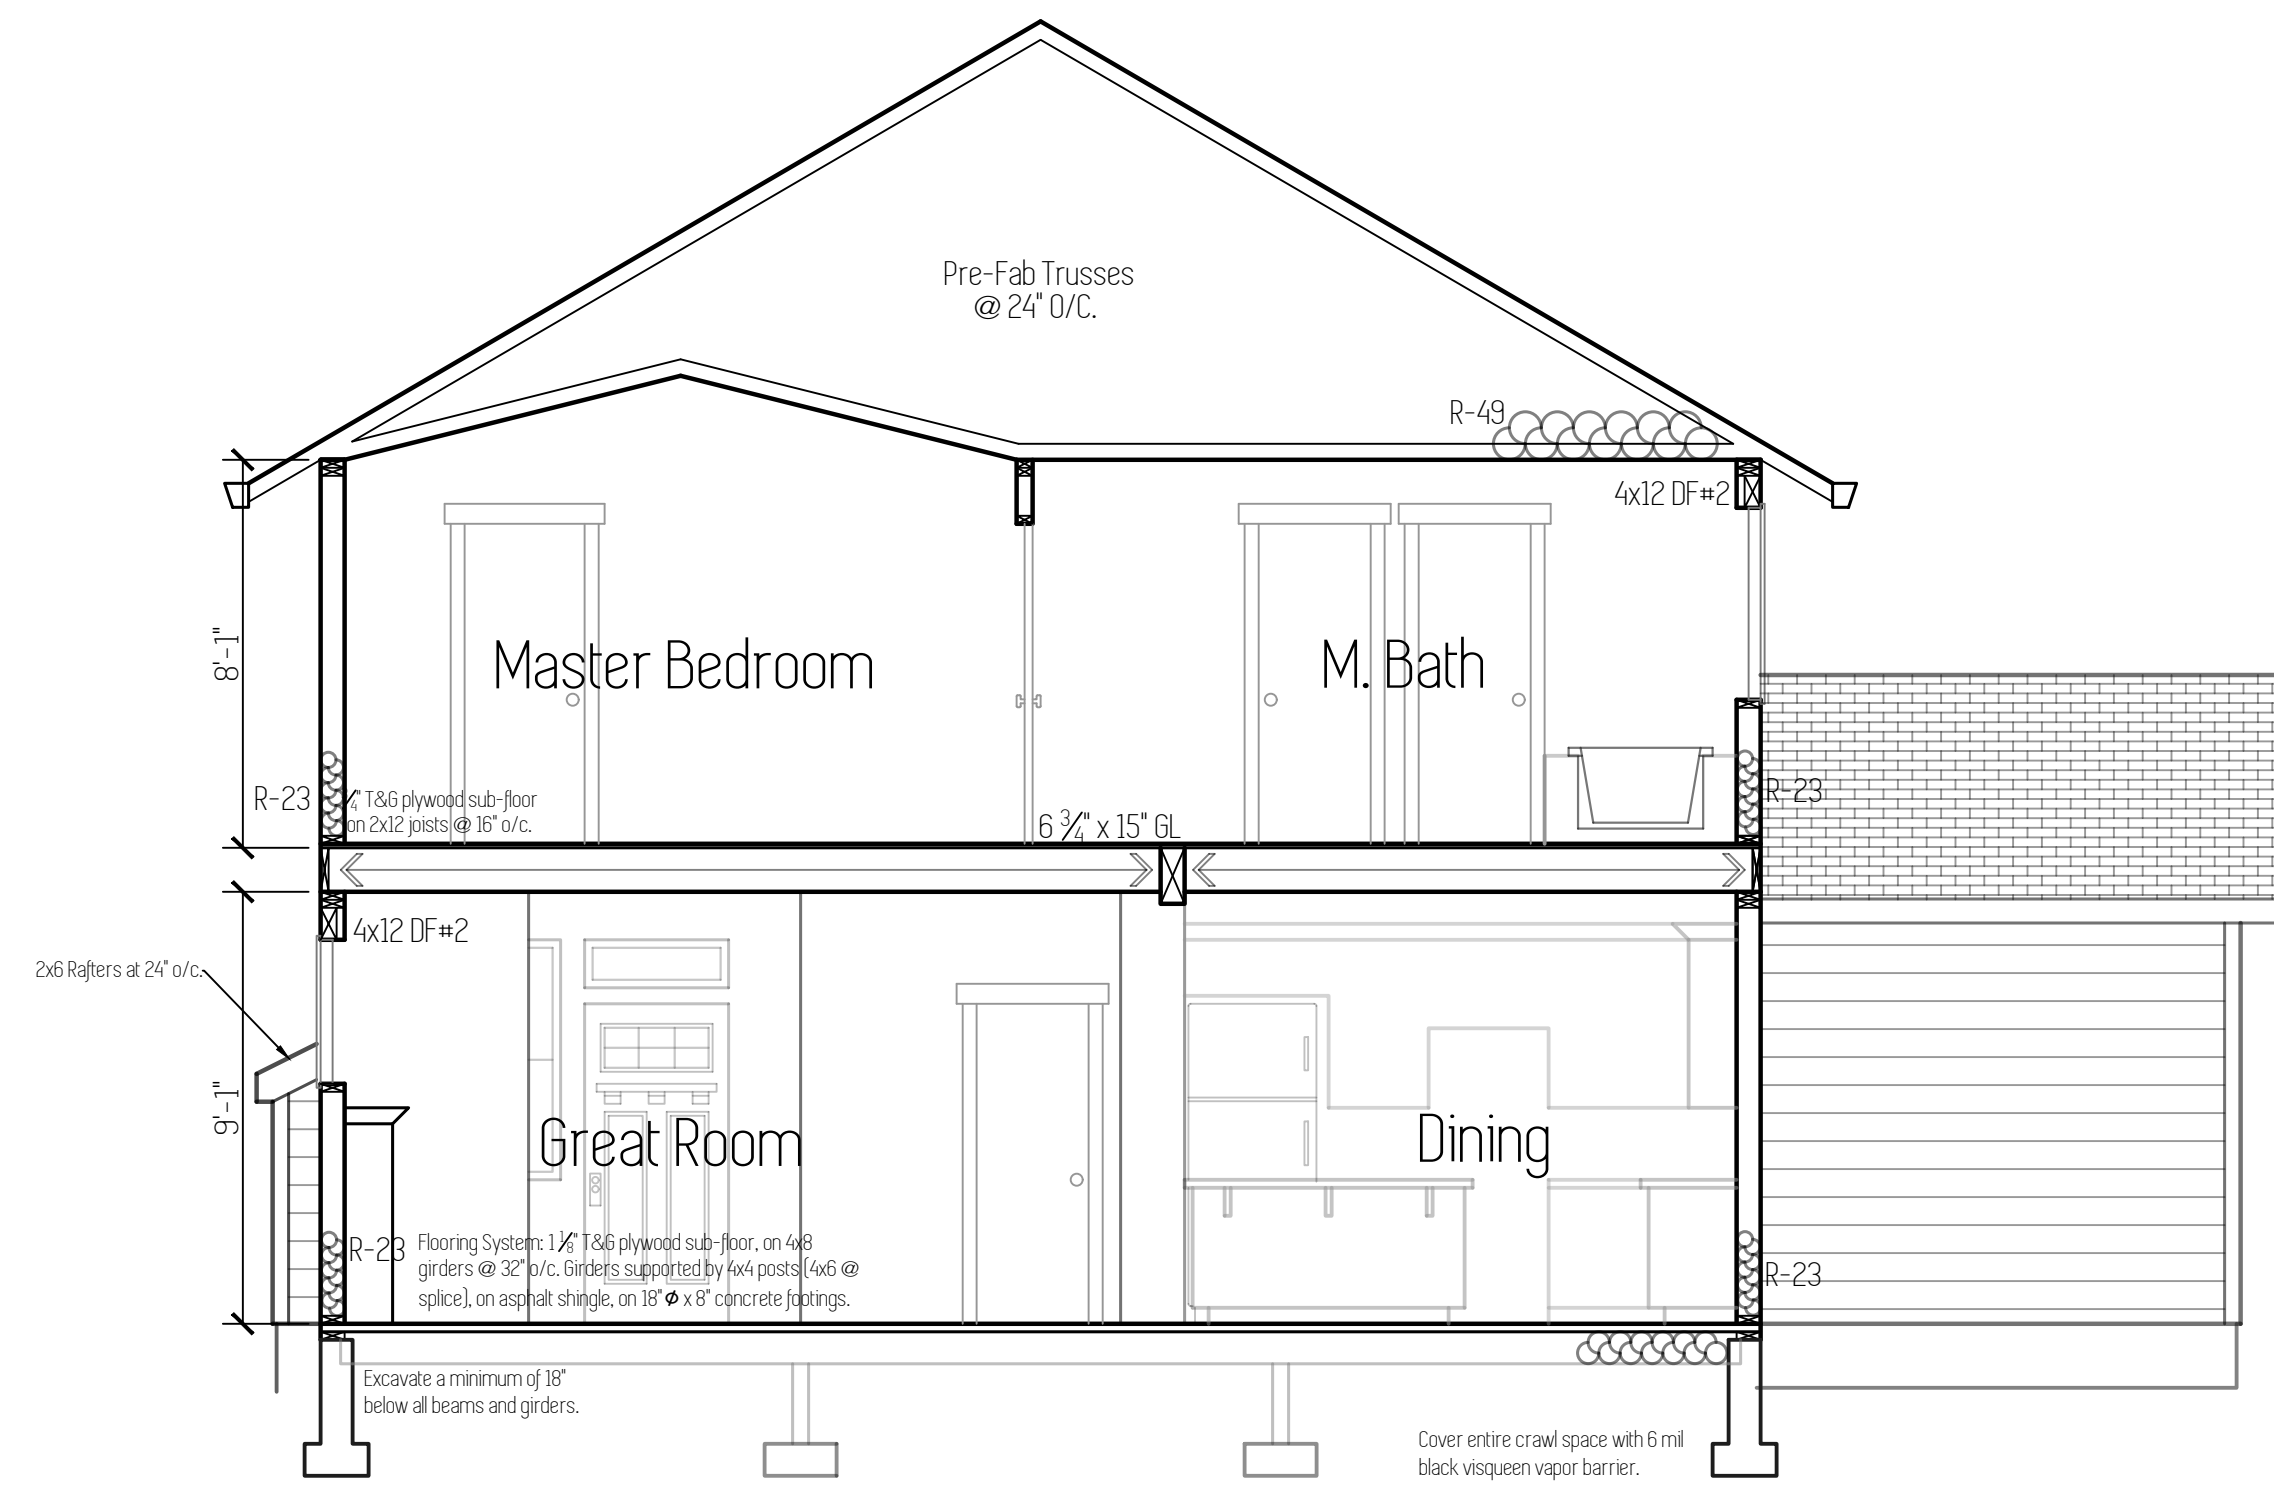 Pre-Fab Trusses
@ 24" O/C.
R-49
4x12 DF#2
8'-1"
Master Bedroom
M. Bath
R-23
/4" T&G plywood sub-floor
on 2x12 joists @ 16" o/c.
6 3/4" x 15" GL
R-23
4x12 DF#2
2x6 Rafters at 24" o/c.
9'-1"
Great Room
Dining
R-23
Flooring System: 1 1/8" T&G plywood sub-floor, on 4x8
girders @ 32" o/c. Girders supported by 4x4 posts (4x6 @
splice), on asphalt shingle, on 18"Φ x 8" concrete footings.
R-23
Excavate a minimum of 18"
below all beams and girders.
Cover entire crawl space with 6 mil
black visqueen vapor barrier.